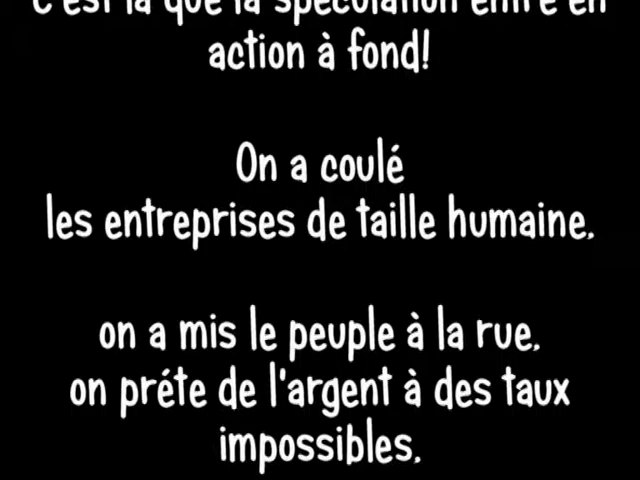 C'est là que la spéculation entre en
action à fond!
On a coulé
les entreprises de taille humaine.
on a mis le peuple à la rue.
on préte de l'argent à des taux
impossibles.